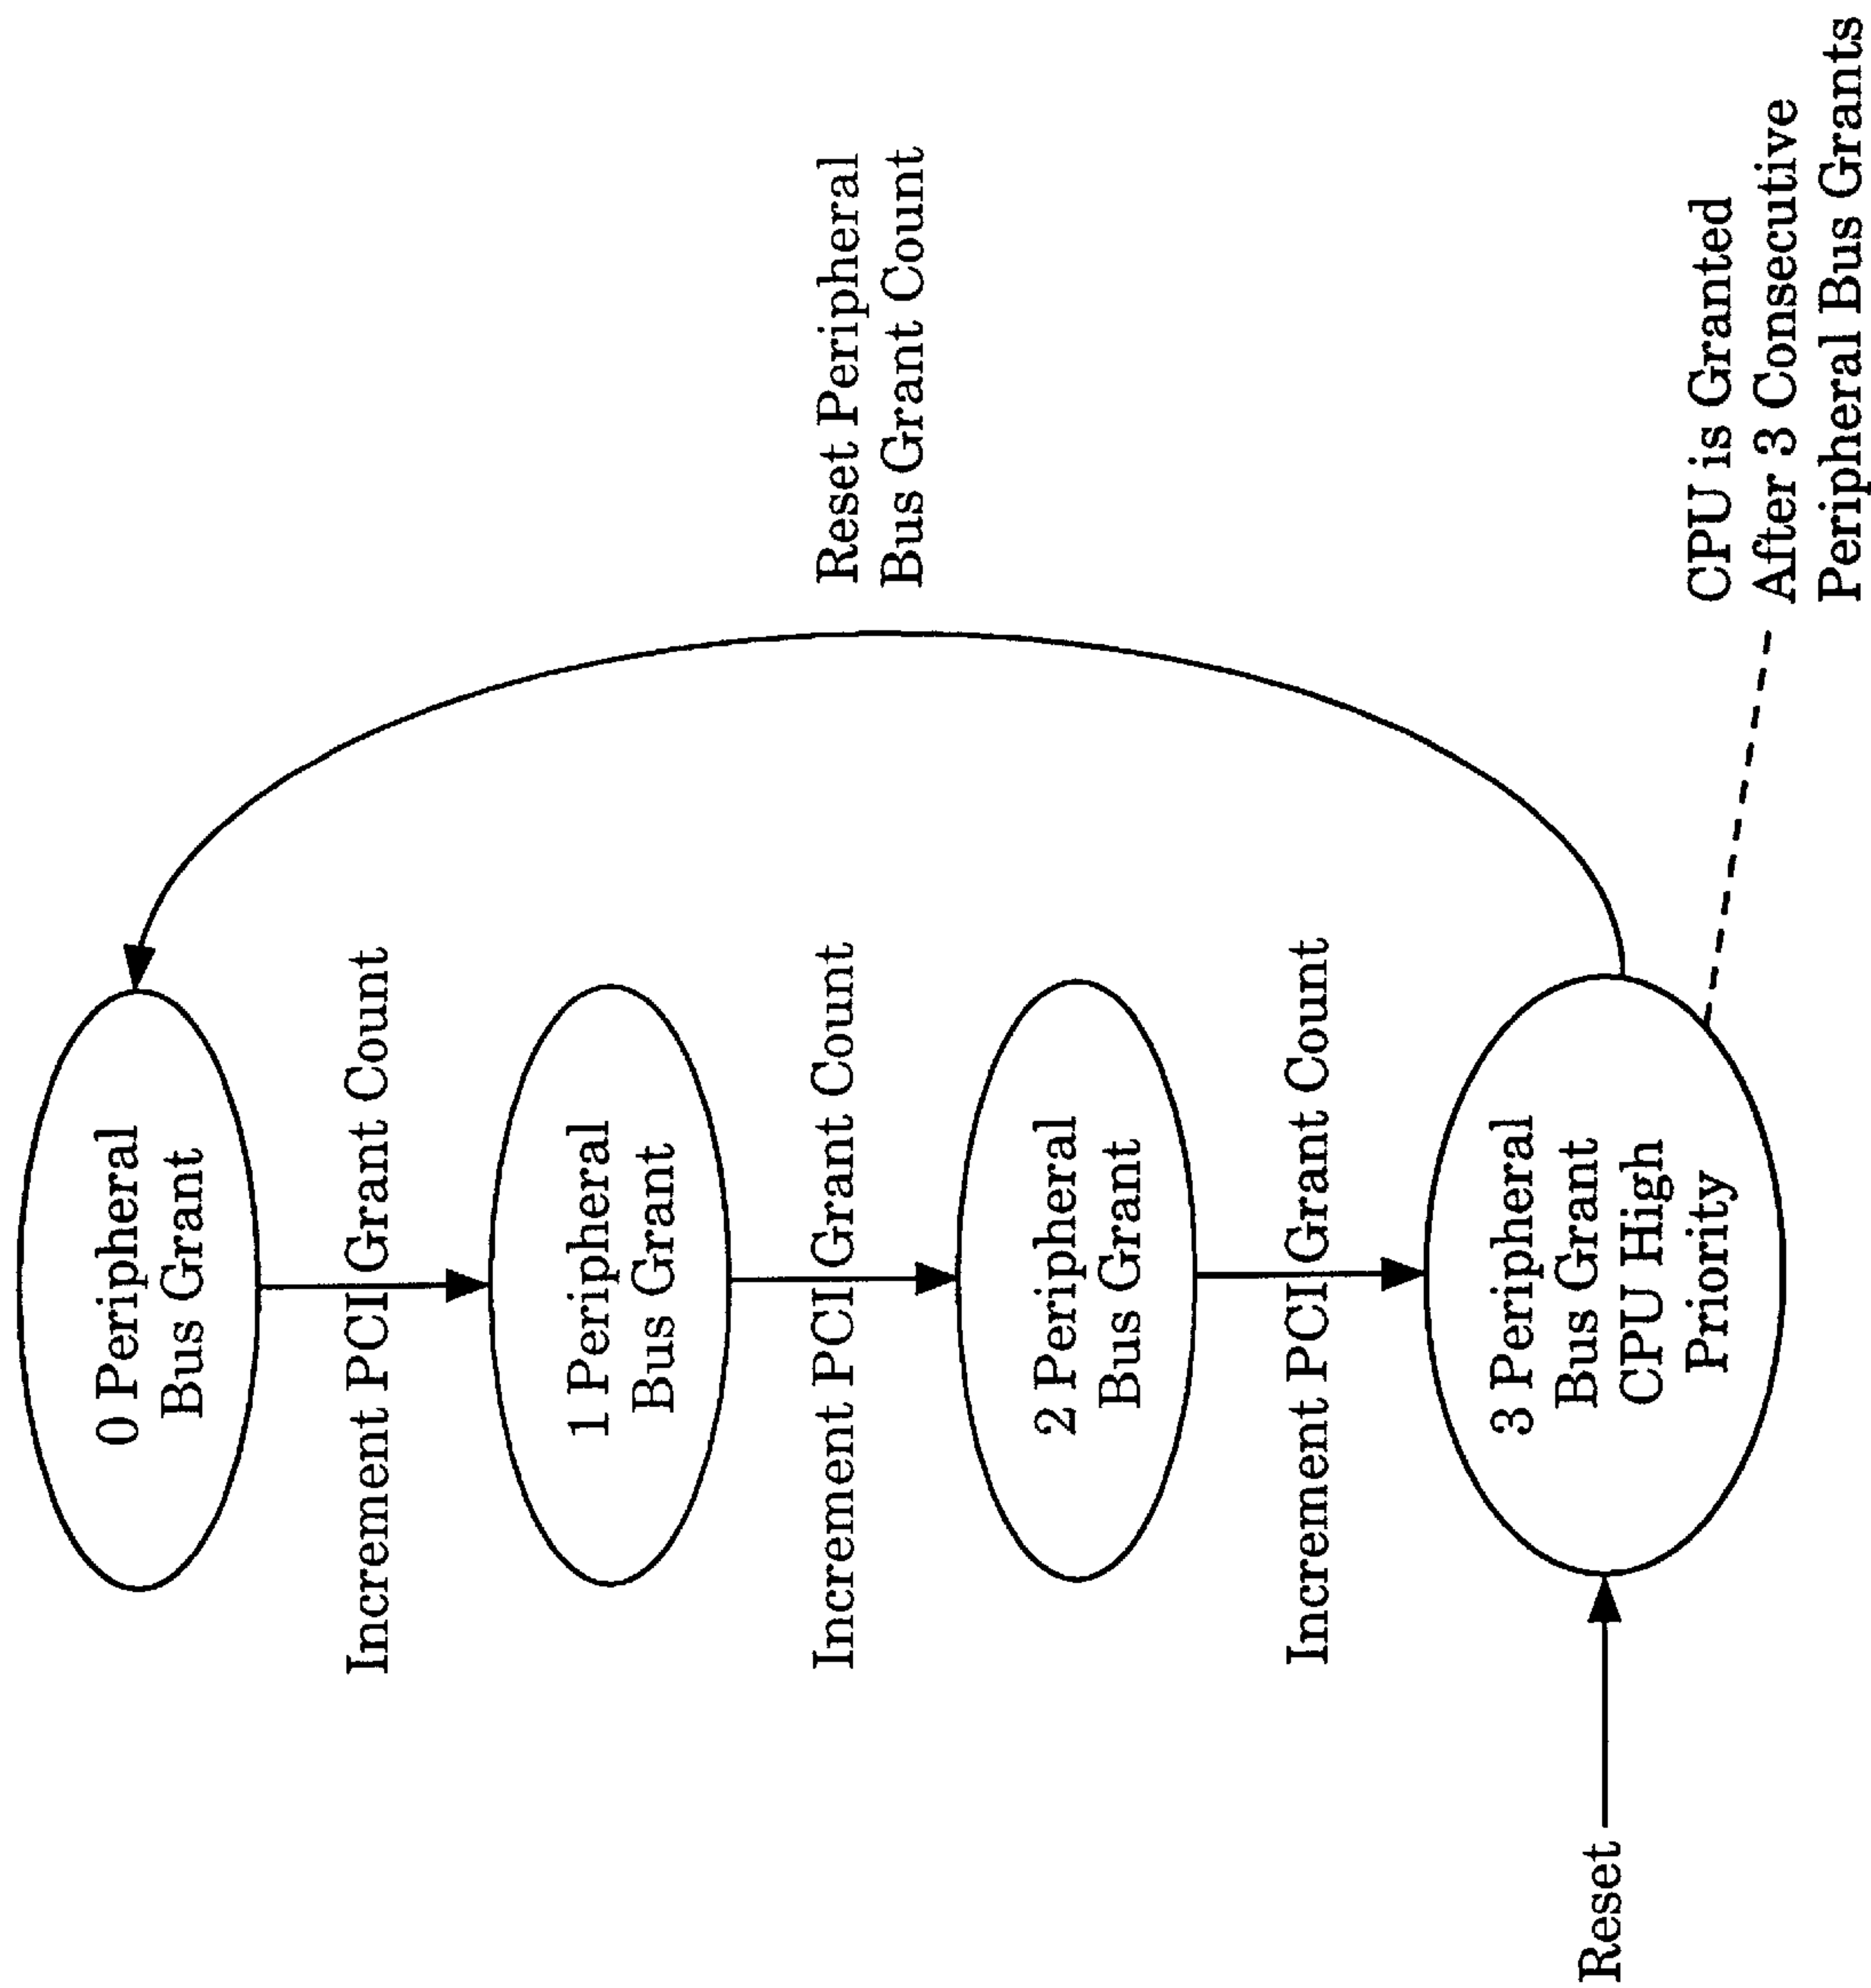 0 Peripheral
Bus Grant
Increment PCI Grant Count
1 Peripheral
Bus Grant
Increment PCI Grant Count
2 Peripheral
Bus Grant
Increment PCI Grant Count
3 Peripheral
Bus Grant
CPU High
Priority
Reset
Reset Peripheral
Bus Grant Count
CPU is Granted
After 3 Consecutive
Peripheral Bus Grants